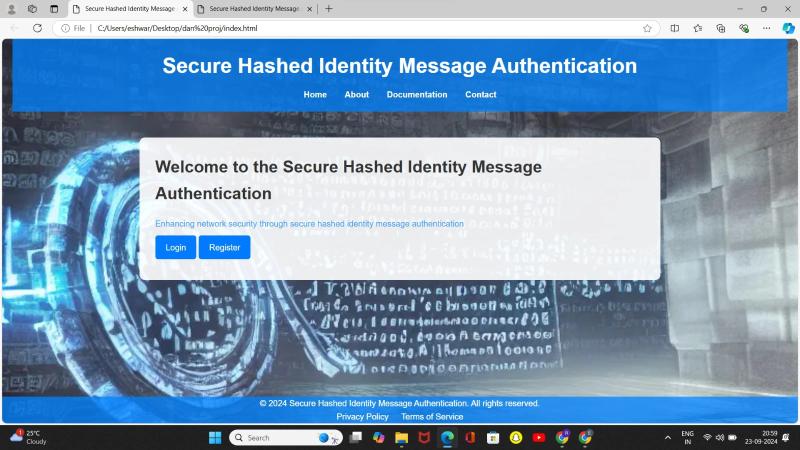 Secure Hashed Identity Message
Secure Hashed Identity Message
File
C:/Users/eshwar/Desktop/dan%20proj/index.html
Secure Hashed Identity Message Authentication
Home About Documentation Contact
Welcome to the Secure Hashed Identity Message
Authentication
Enhancing network security through secure hashed identity message authentication
Login Register
© 2024 Secure Hashed Identity Message Authentication. All rights reserved.
Privacy Policy Terms of Service
25°C
Cloudy
Search
ENG
IN
20:59
23-09-2024